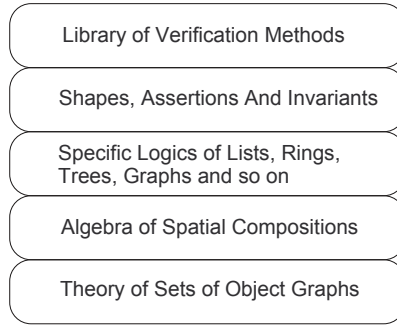 Library of Verification Methods
Shapes, Assertions And Invariants
Specific Logics of Lists, Rings,
Trees, Graphs and so on
Algebra of Spatial Compositions
Theory of Sets of Object Graphs